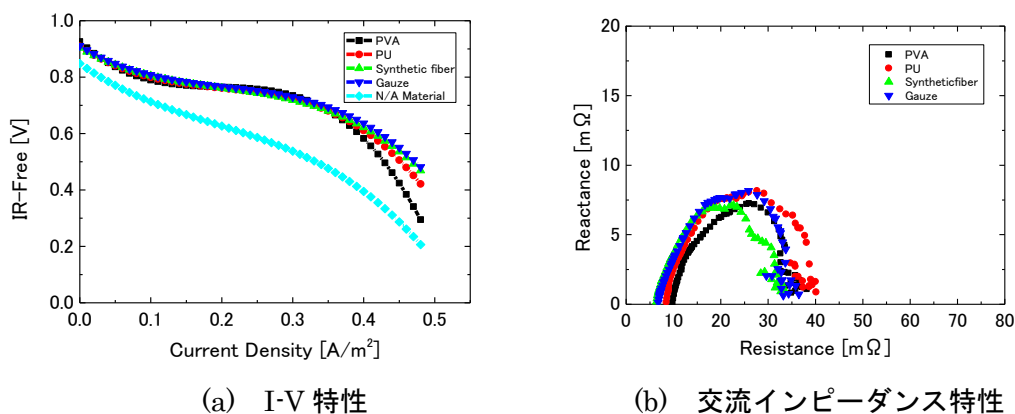 1.0
0.8
0.6
0.4
0.2
0.0
IR-Free [V]
PVA
PU
Synthetic fiber
Gauze
N/A Material
0.0 0.1 0.2 0.3 0.4 0.5
Current Density [A/m²]
(a) I-V 特性
20
15
10
5
0
Reactance [mΩ]
PVA
PU
Syntheticfiber
Gauze
0 10 20 30 40 50 60 70 80
Resistance [mΩ]
(b) 交流インピーダンス特性